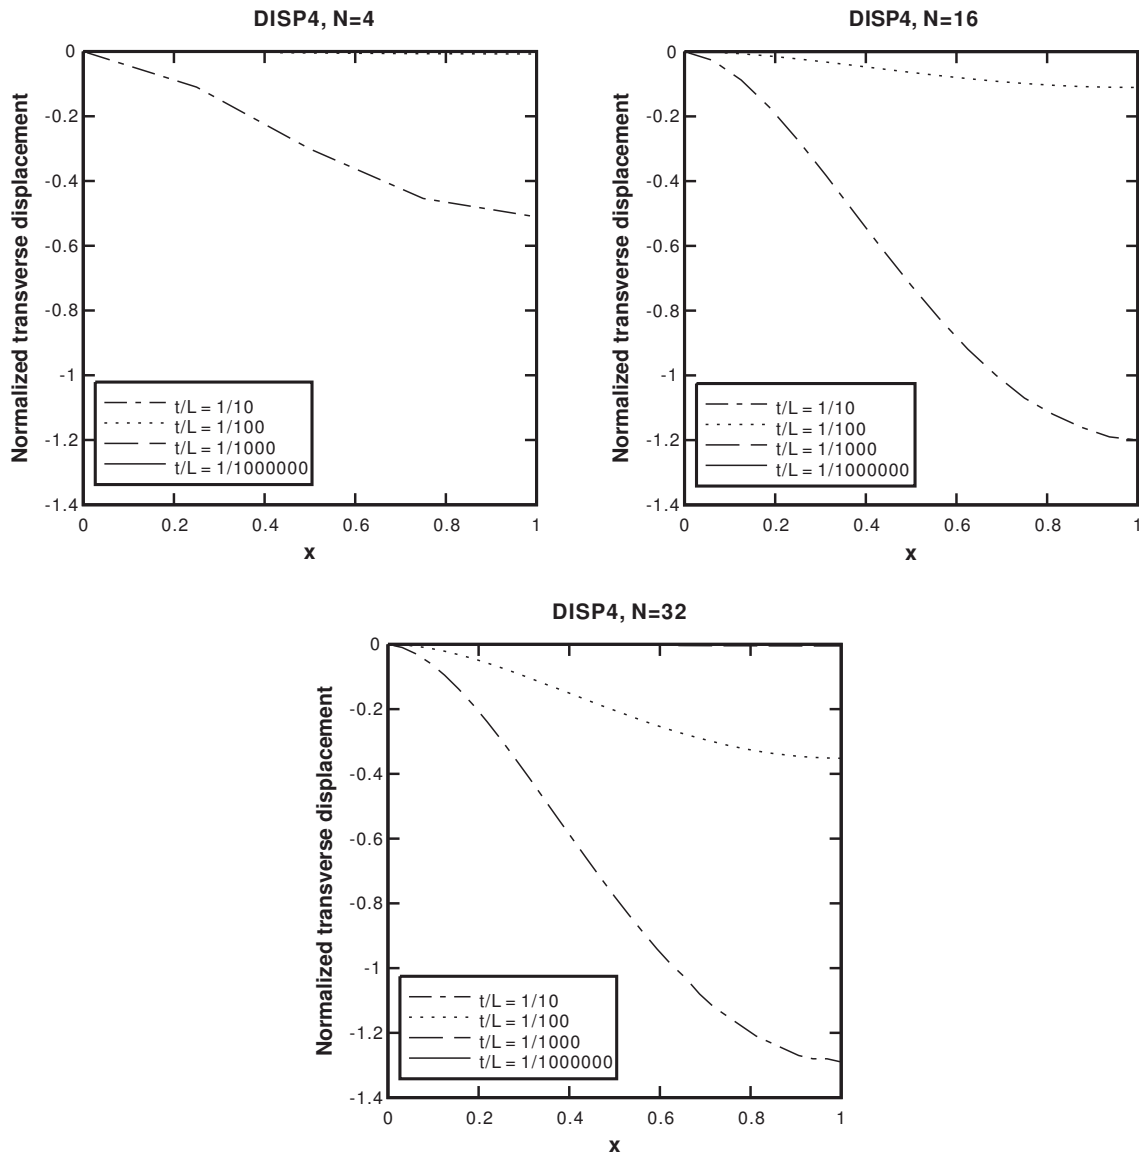 DISP4, N=4
0
-0.2
-0.4
-0.6
-0.8
-1
-1.2
-1.4
Normalized transverse displacement
t/L = 1/10
t/L = 1/100
t/L = 1/1000
t/L = 1/1000000
0 0.2 0.4 0.6 0.8 1
x
DISP4, N=16
0
-0.2
-0.4
-0.6
-0.8
-1
-1.2
-1.4
Normalized transverse displacement
t/L = 1/10
t/L = 1/100
t/L = 1/1000
t/L = 1/1000000
0 0.2 0.4 0.6 0.8 1
x
DISP4, N=32
0
-0.2
-0.4
-0.6
-0.8
-1
-1.2
-1.4
Normalized transverse displacement
t/L = 1/10
t/L = 1/100
t/L = 1/1000
t/L = 1/1000000
0 0.2 0.4 0.6 0.8 1
x